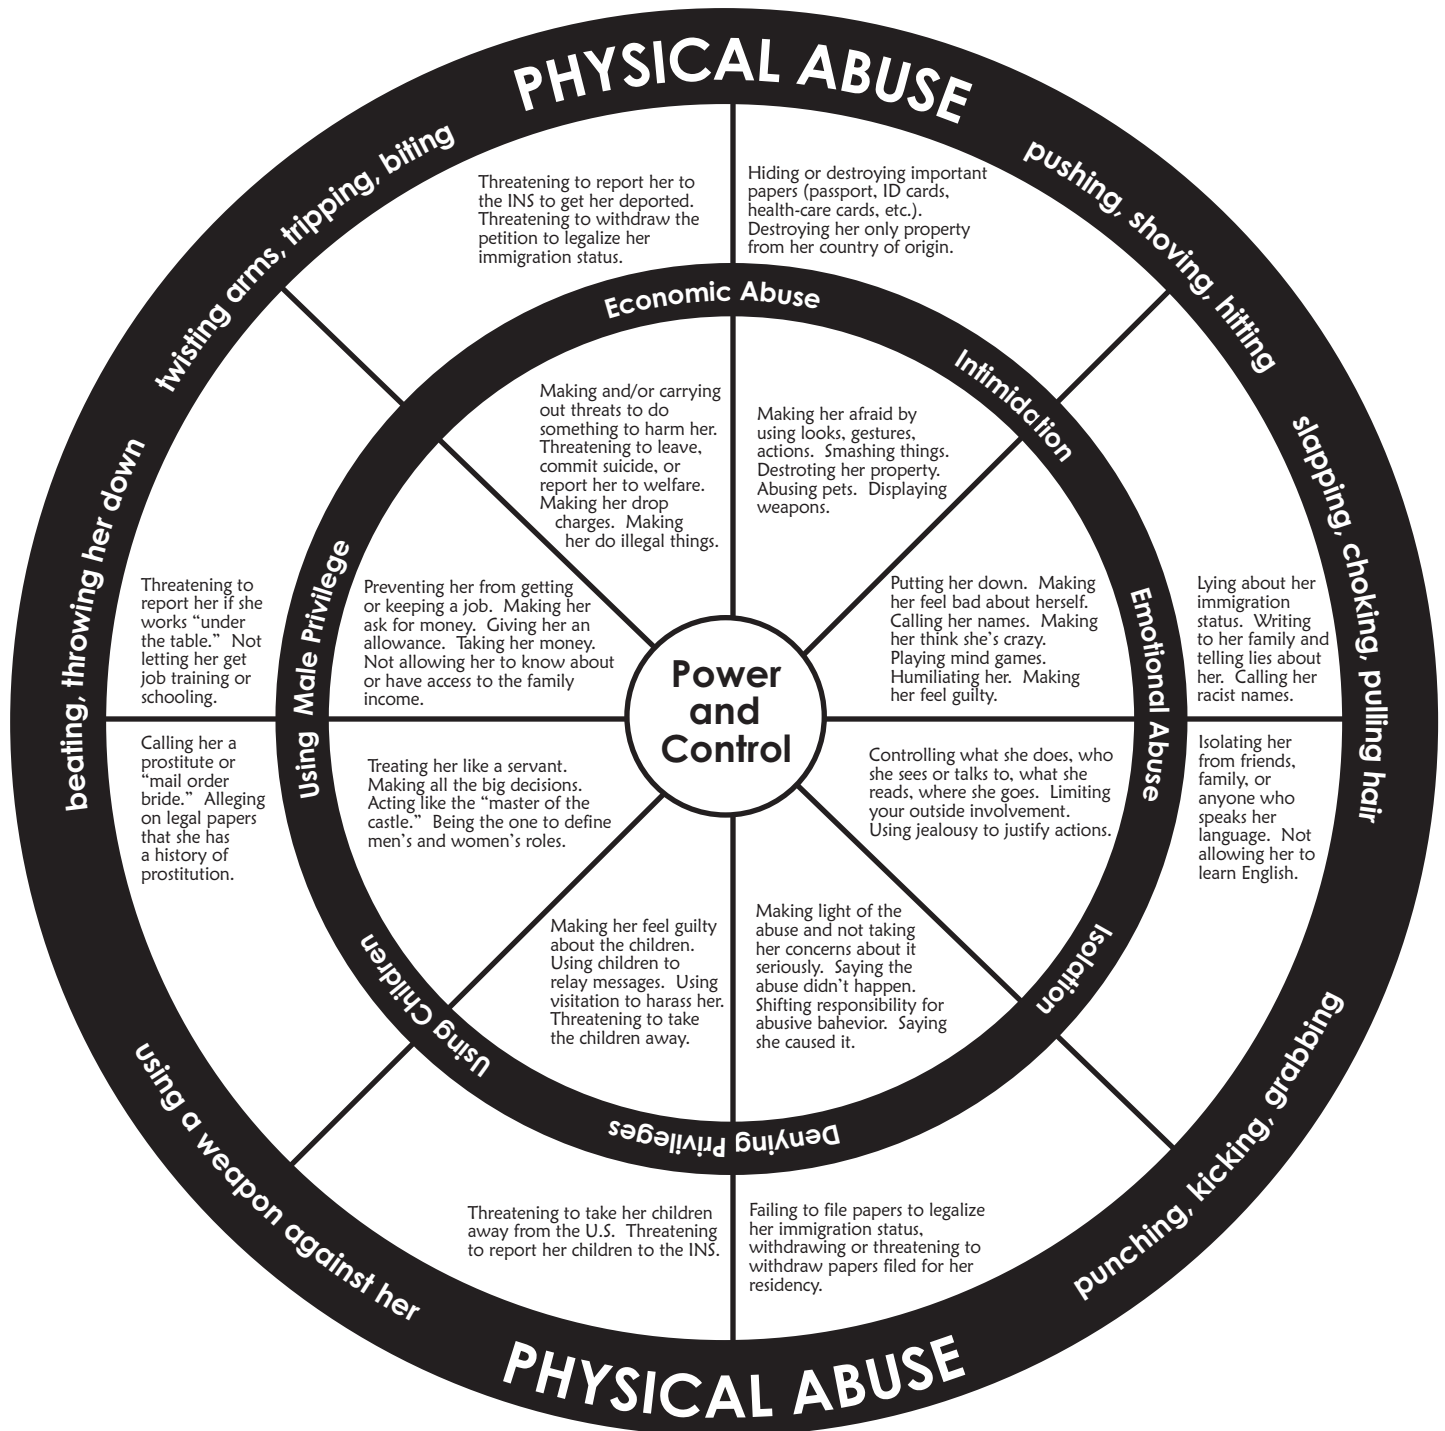 PHYSICAL ABUSE
pushing, shoving, hitting
slapping, choking, pulling hair
punching, kicking, grabbing
PHYSICAL ABUSE
using a weapon against her
beating, throwing her down
twisting arms, tripping, biting
Threatening to report her to
the INS to get her deported.
Threatening to withdraw the
petition to legalize her
immigration status.
Hiding or destroying important
papers (passport, ID cards,
health-care cards, etc.).
Destroying her only property
from her country of origin.
Lying about her
immigration
status. Writing
to her family and
telling lies about
her. Calling her
racist names.
Isolating her
from friends,
family, or
anyone who
speaks her
language. Not
allowing her to
learn English.
Failing to file papers to legalize
her immigration status,
withdrawing or threatening to
withdraw papers filed for her
residency.
Threatening to take her children
away from the U.S. Threatening
to report her children to the INS.
Calling her a
prostitute or
“mail order
bride.” Alleging
on legal papers
that she has
a history of
prostitution.
Threatening to
report her if she
works “under
the table.” Not
letting her get
job training or
schooling.
Economic Abuse
Intimidation
Emotional Abuse
Isolation
Denying Privileges
Using Children
Using Male Privilege
Making and/or carrying
out threats to do
something to harm her.
Threatening to leave,
commit suicide, or
report her to welfare.
Making her drop
charges. Making
her do illegal things.
Making her afraid by
using looks, gestures,
actions. Smashing things.
Destroting her property.
Abusing pets. Displaying
weapons.
Putting her down. Making
her feel bad about herself.
Calling her names. Making
her think she’s crazy.
Playing mind games.
Humiliating her. Making
her feel guilty.
Controlling what she does, who
she sees or talks to, what she
reads, where she goes. Limiting
your outside involvement.
Using jealousy to justify actions.
Making light of the
abuse and not taking
her concerns about it
seriously. Saying the
abuse didn’t happen.
Shifting responsibility for
abusive bahevior. Saying
she caused it.
Making her feel guilty
about the children.
Using children to
relay messages. Using
visitation to harass her.
Threatening to take
the children away.
Treating her like a servant.
Making all the big decisions.
Acting like the “master of the
castle.” Being the one to define
men’s and women’s roles.
Preventing her from getting
or keeping a job. Making her
ask for money. Giving her an
allowance. Taking her money.
Not allowing her to know about
or have access to the family
income.
Power
and
Control